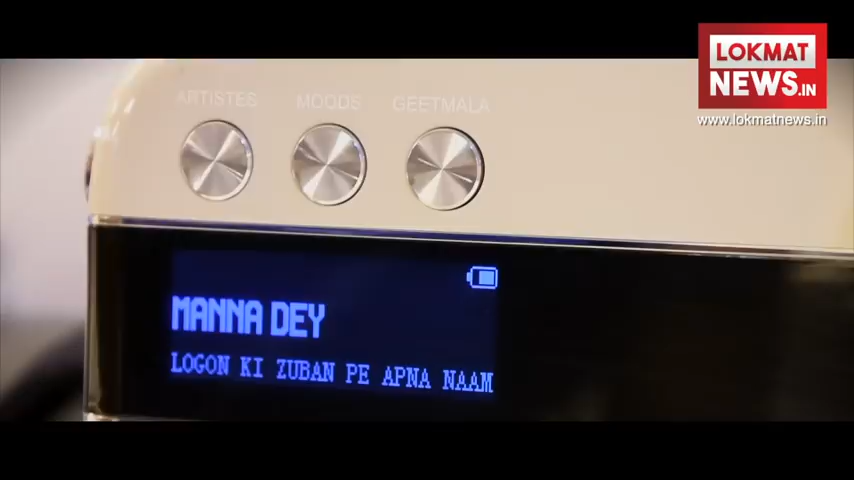 LOKMAT
NEWS.IN
www.lokmatnews.in
ARTISTES MOODS GEETMALA
MANNA DEY
LOGON KI ZUBAN PE APNA NAAM